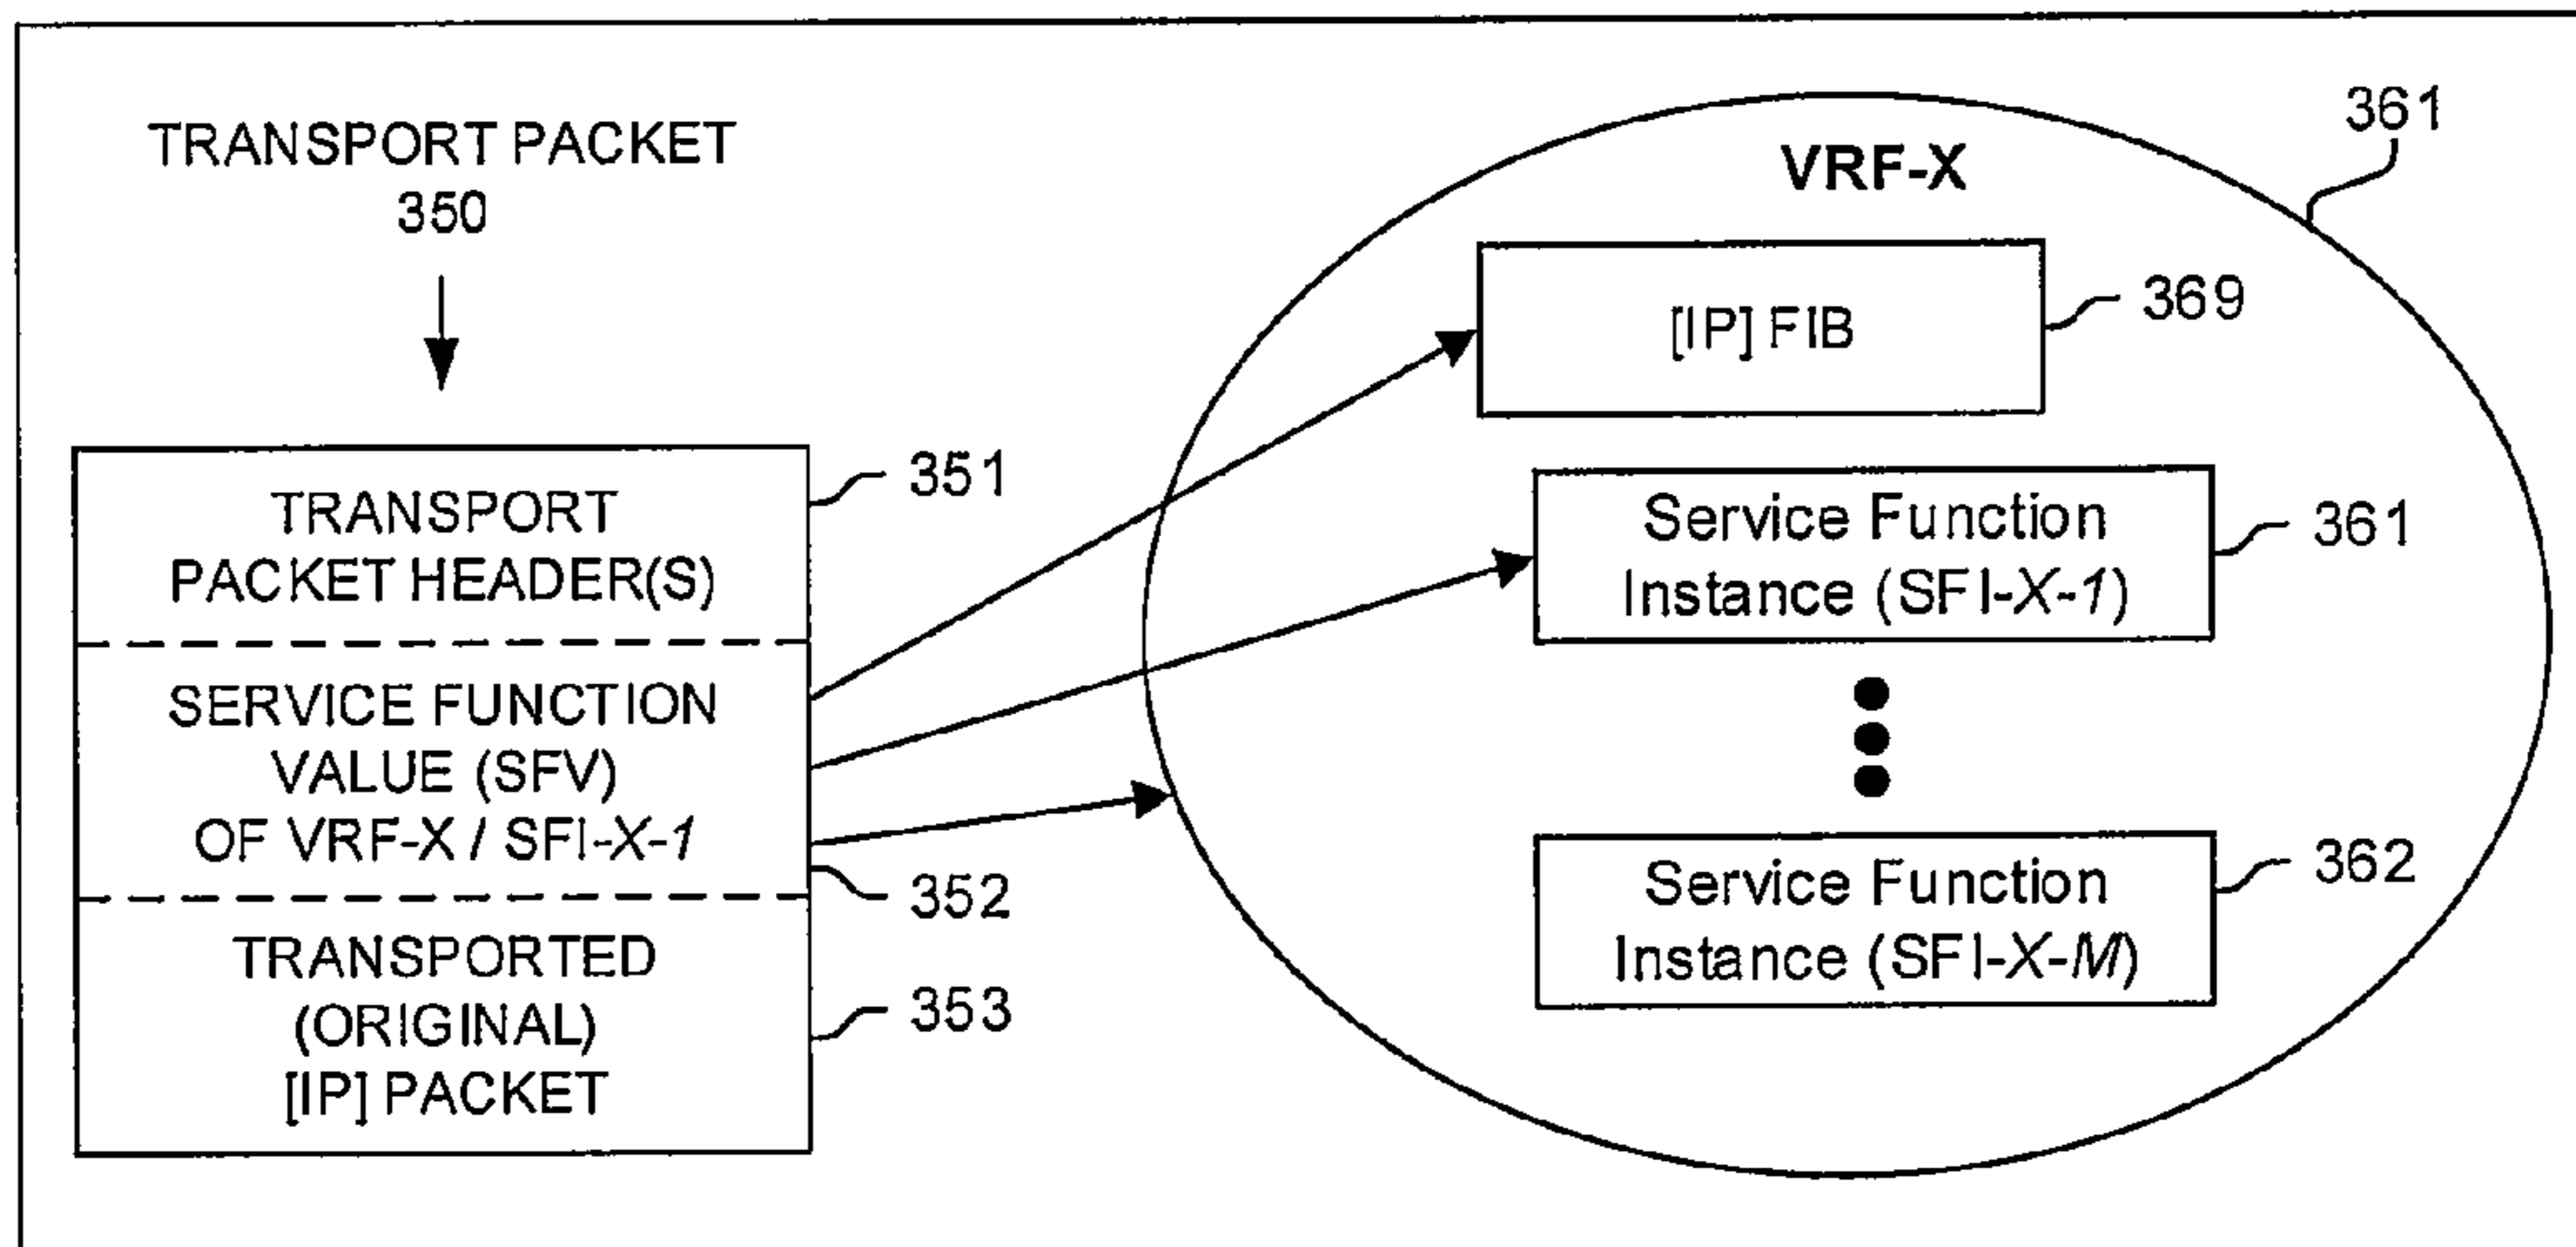 TRANSPORT PACKET
350
TRANSPORT
PACKET HEADER(S)
351
SERVICE FUNCTION
VALUE (SFV)
OF VRF-X / SFI-X-1
352
TRANSPORTED
(ORIGINAL)
[IP] PACKET
353
VRF-X
361
[IP] FIB
369
Service Function
Instance (SFI-X-1)
361
Service Function
Instance (SFI-X-M)
362